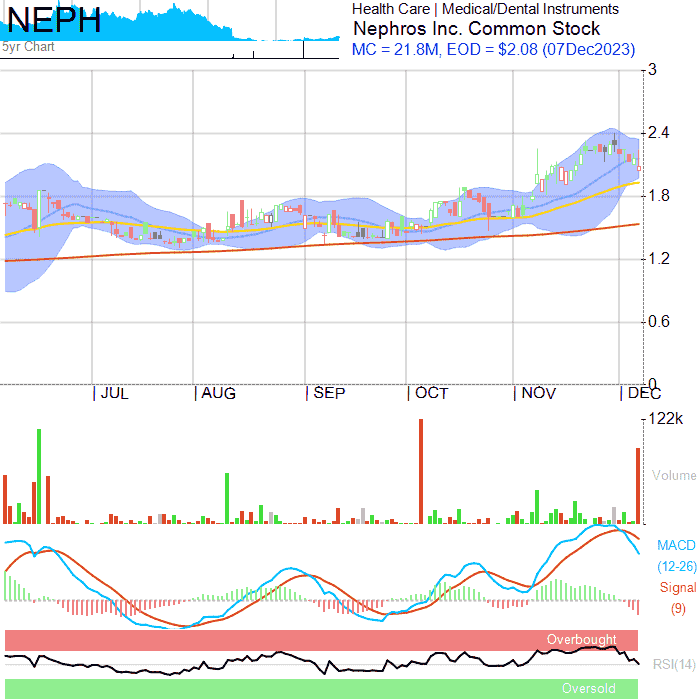 NEPH
5yr Chart
Health Care | Medical/Dental Instruments
Nephros Inc. Common Stock
MC = 21.8M, EOD = $2.08 (07Dec2023)
3
2.4
1.8
1.2
0.6
0
JUL AUG SEP OCT NOV DEC
122k
Volume
MACD
(12-26)
Signal
(9)
Overbought
RSI(14)
Oversold